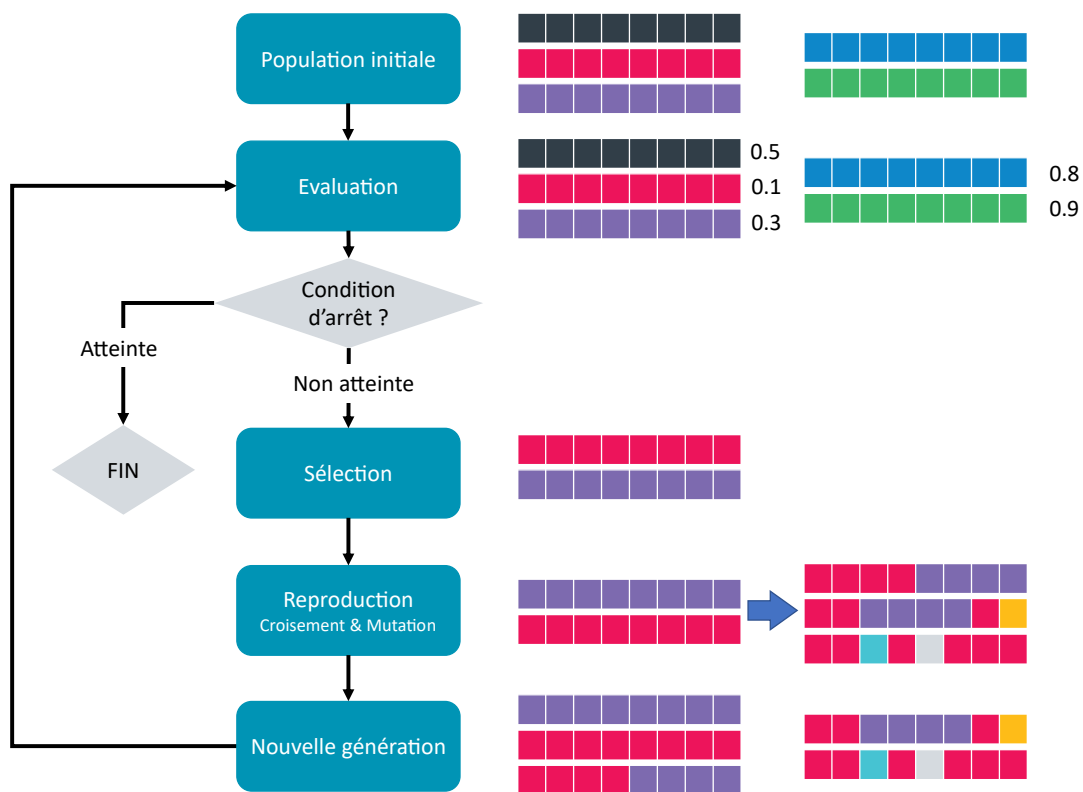 Population initiale
Evaluation
0.5
0.1
0.3
0.8
0.9
Condition
d'arrêt ?
Atteinte
Non atteinte
FIN
Sélection
Reproduction
Croisement & Mutation
Nouvelle génération